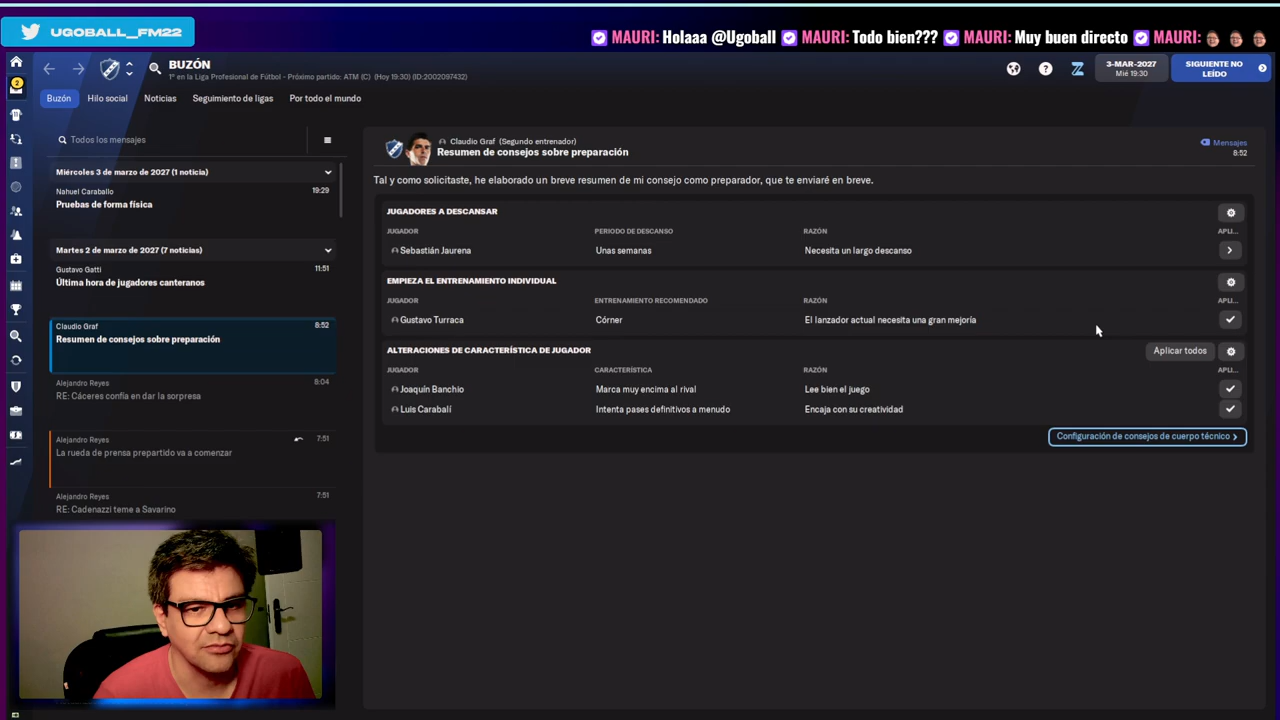 UGOBALL_FM22
MAURI: Holaaa @Ugoball MAURI: Todo bien??? MAURI: Muy buen directo MAURI:
BUZÓN
1º en la Liga Profesional de Fútbol - Próximo partido: ATM (C) (Hoy 19:30) (ID:2002097432)
3-MAR-2027
Mié 19:30
SIGUIENTE NO LEÍDO
2
Buzón
Hilo social
Noticias
Seguimiento de ligas
Por todo el mundo
Todos los mensajes
Miércoles 3 de marzo de 2027 (1 noticia)
Nahuel Caraballo 19:29
Pruebas de forma física
Martes 2 de marzo de 2027 (7 noticias)
Gustavo Gatti 11:51
Última hora de jugadores canteranos
Claudio Graf 8:52
Resumen de consejos sobre preparación
Alejandro Reyes 8:04
RE: Cáceres confía en dar la sorpresa
Alejandro Reyes 7:51
La rueda de prensa prepartido va a comenzar
Alejandro Reyes 7:51
RE: Cadenazzi teme a Savarino
Claudio Graf (Segundo entrenador)
Resumen de consejos sobre preparación
Mensajes
8:52
Tal y como solicitaste, he elaborado un breve resumen de mi consejo como preparador, que te enviaré en breve.
JUGADORES A DESCANSAR
JUGADOR PERIODO DE DESCANSO RAZÓN APLI...
Sebastián Jaurena Unas semanas Necesita un largo descanso
EMPIEZA EL ENTRENAMIENTO INDIVIDUAL
JUGADOR ENTRENAMIENTO RECOMENDADO RAZÓN APLI...
Gustavo Turraca Córner El lanzador actual necesita una gran mejoría
ALTERACIONES DE CARACTERÍSTICA DE JUGADOR Aplicar todos
JUGADOR CARACTERÍSTICA RAZÓN APLI...
Joaquín Banchio Marca muy encima al rival Lee bien el juego
Luis Carabalí Intenta pases definitivos a menudo Encaja con su creatividad
Configuración de consejos de cuerpo técnico